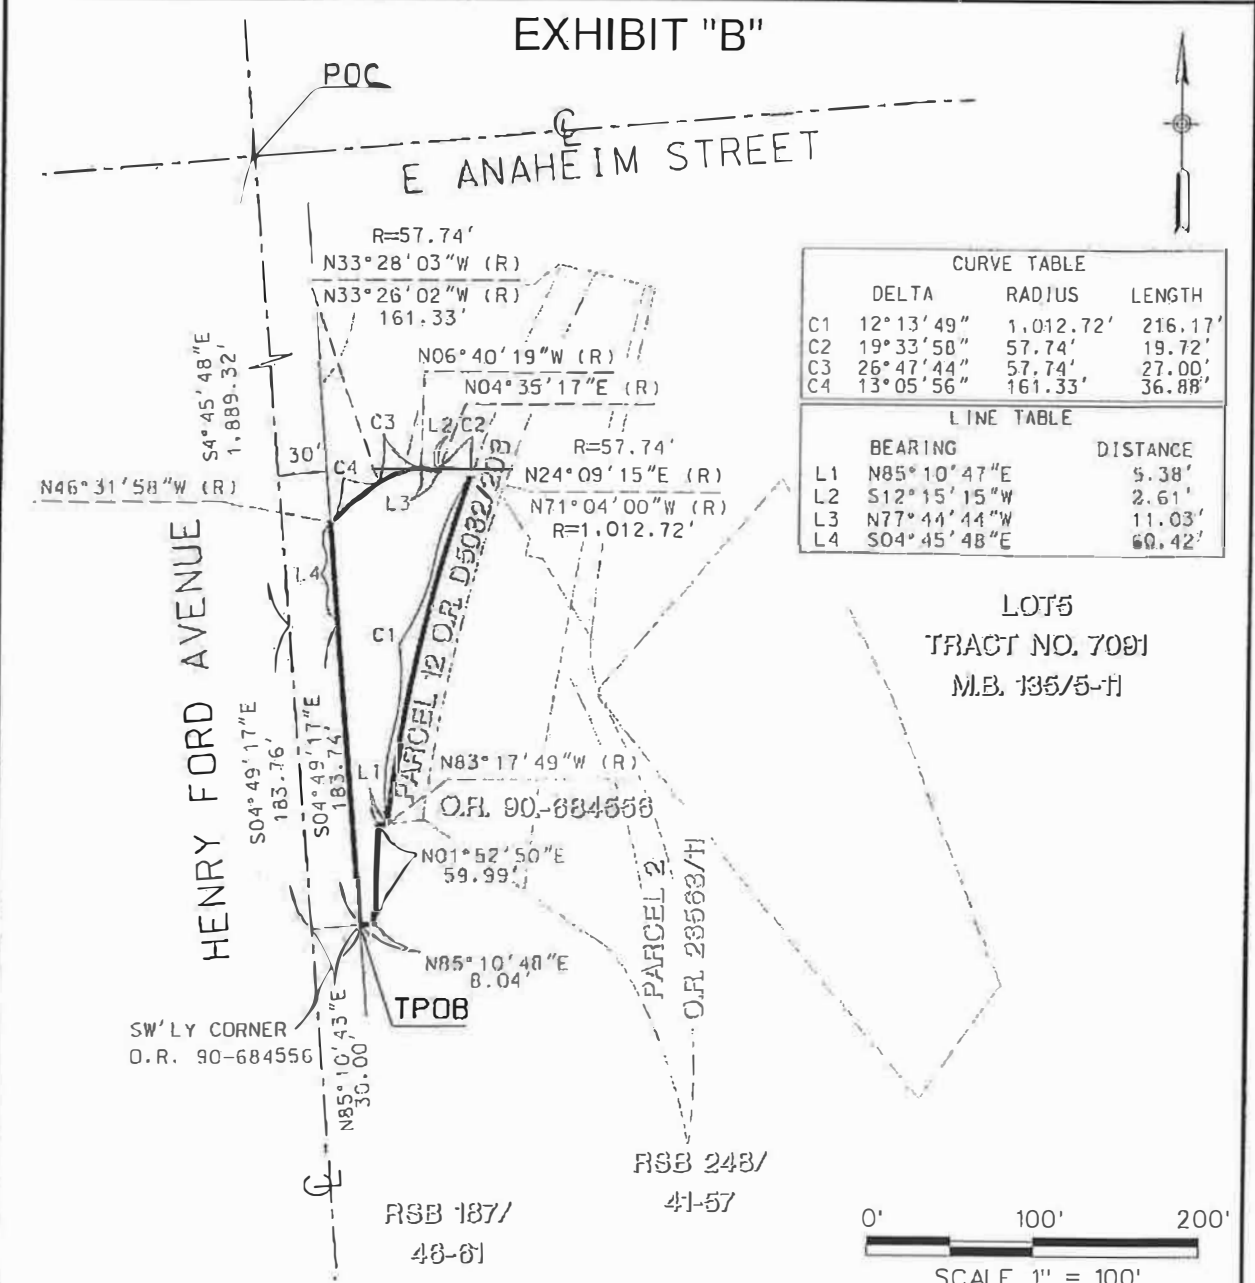 EXHIBIT "B"
POC
E ANAHEIM STREET
R=57.74'
N33°28'03"W (R)
N33°26'02"W (R)
161.33'
CURVE TABLE
DELTA RADIUS LENGTH
C1 12°13'49" 1,012.72' 216.17'
C2 19°33'58" 57.74' 19.72'
C3 26°47'44" 57.74' 27.00'
C4 13°05'56" 161.33' 36.88'
LINE TABLE
BEARING DISTANCE
L1 N85°10'47"E 5.38'
L2 S12°15'15"W 2.61'
L3 N77°44'44"W 11.03'
L4 S04°45'48"E 60.42'
S4°45'48"E
1,889.32'
N06°40'19"W (R)
N04°35'17"E (R)
C3
L2 C2
R=57.74'
30'
C4
N24°09'15"E (R)
N46°31'58"W (R)
L3
N71°04'00"W (R)
R=1,012.72'
HENRY FORD AVENUE
L4
C1
PARCEL 12 O.R. D5032/208
LOT5
TRACT NO. 7091
M.B. 135/5-11
S04°49'17"E
183.76'
S04°49'17"E
183.74'
L1
N83°17'49"W (R)
O.R. 90-684556
N01°52'50"E
59.99'
PARCEL 2
O.R. 23563/11
N85°10'48"E
8.04'
TPOB
SW'LY CORNER
O.R. 90-684556
N85°10'43"E
30.00'
RSB 248/
41-57
RSB 187/
46-61
0' 100' 200'
SCALE 1" = 100'